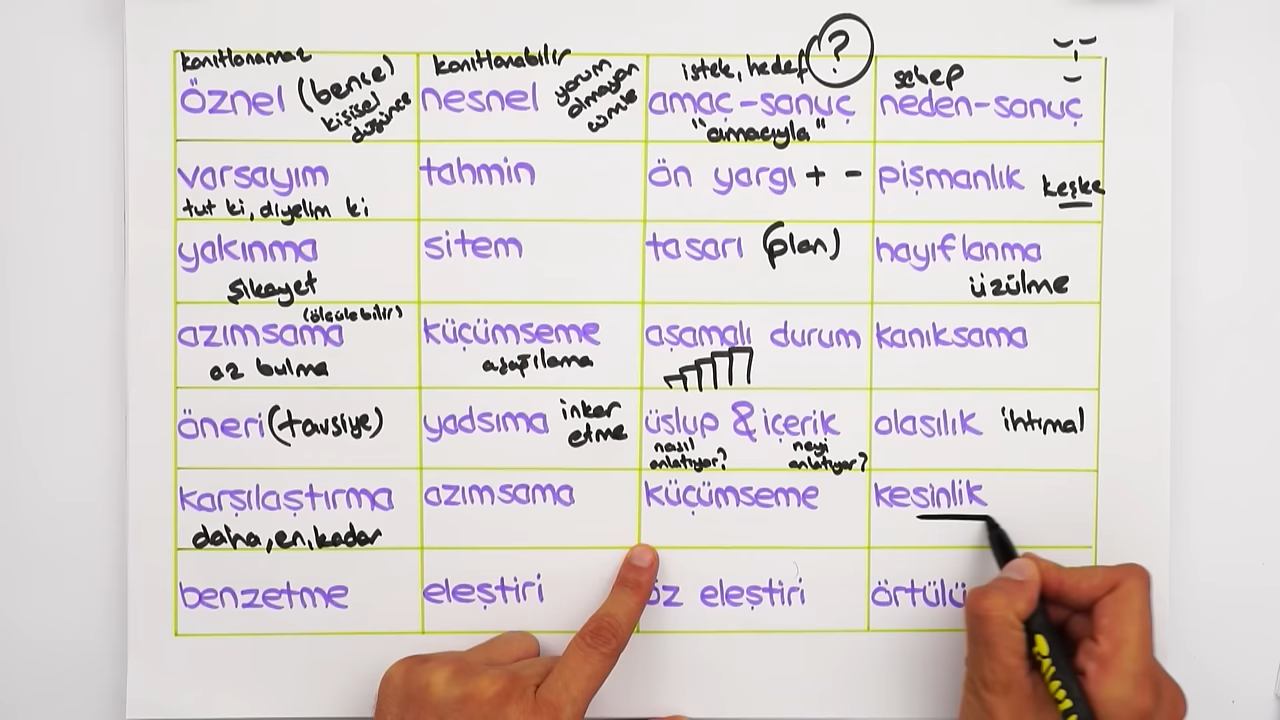 kanıtlanamaz
öznel (bence)
kişisel
düşünce
kanıtlanabilir
nesnel
yorum
olmayan
cümle
istek, hedef ?
amaç-sonuç
"amacıyla"
sebep
neden-sonuç
varsayım
tut ki, diyelim ki
tahmin
ön yargı + -
pişmanlık keşke
yakınma
şikayet
sitem
tasarı (plan)
hayıflanma
üzülme
(ölçülebilir)
azımsama
az bulma
küçümseme
aşağılama
aşamalı durum
kanıksama
öneri (tavsiye)
yadsıma inkar
etme
üslup & içerik
nasıl
anlatıyor?
neyi
anlatıyor?
olasılık ihtimal
karşılaştırma
daha, en, kadar
azımsama
küçümseme
kesinlik
benzetme
eleştiri
öz eleştiri
örtülü